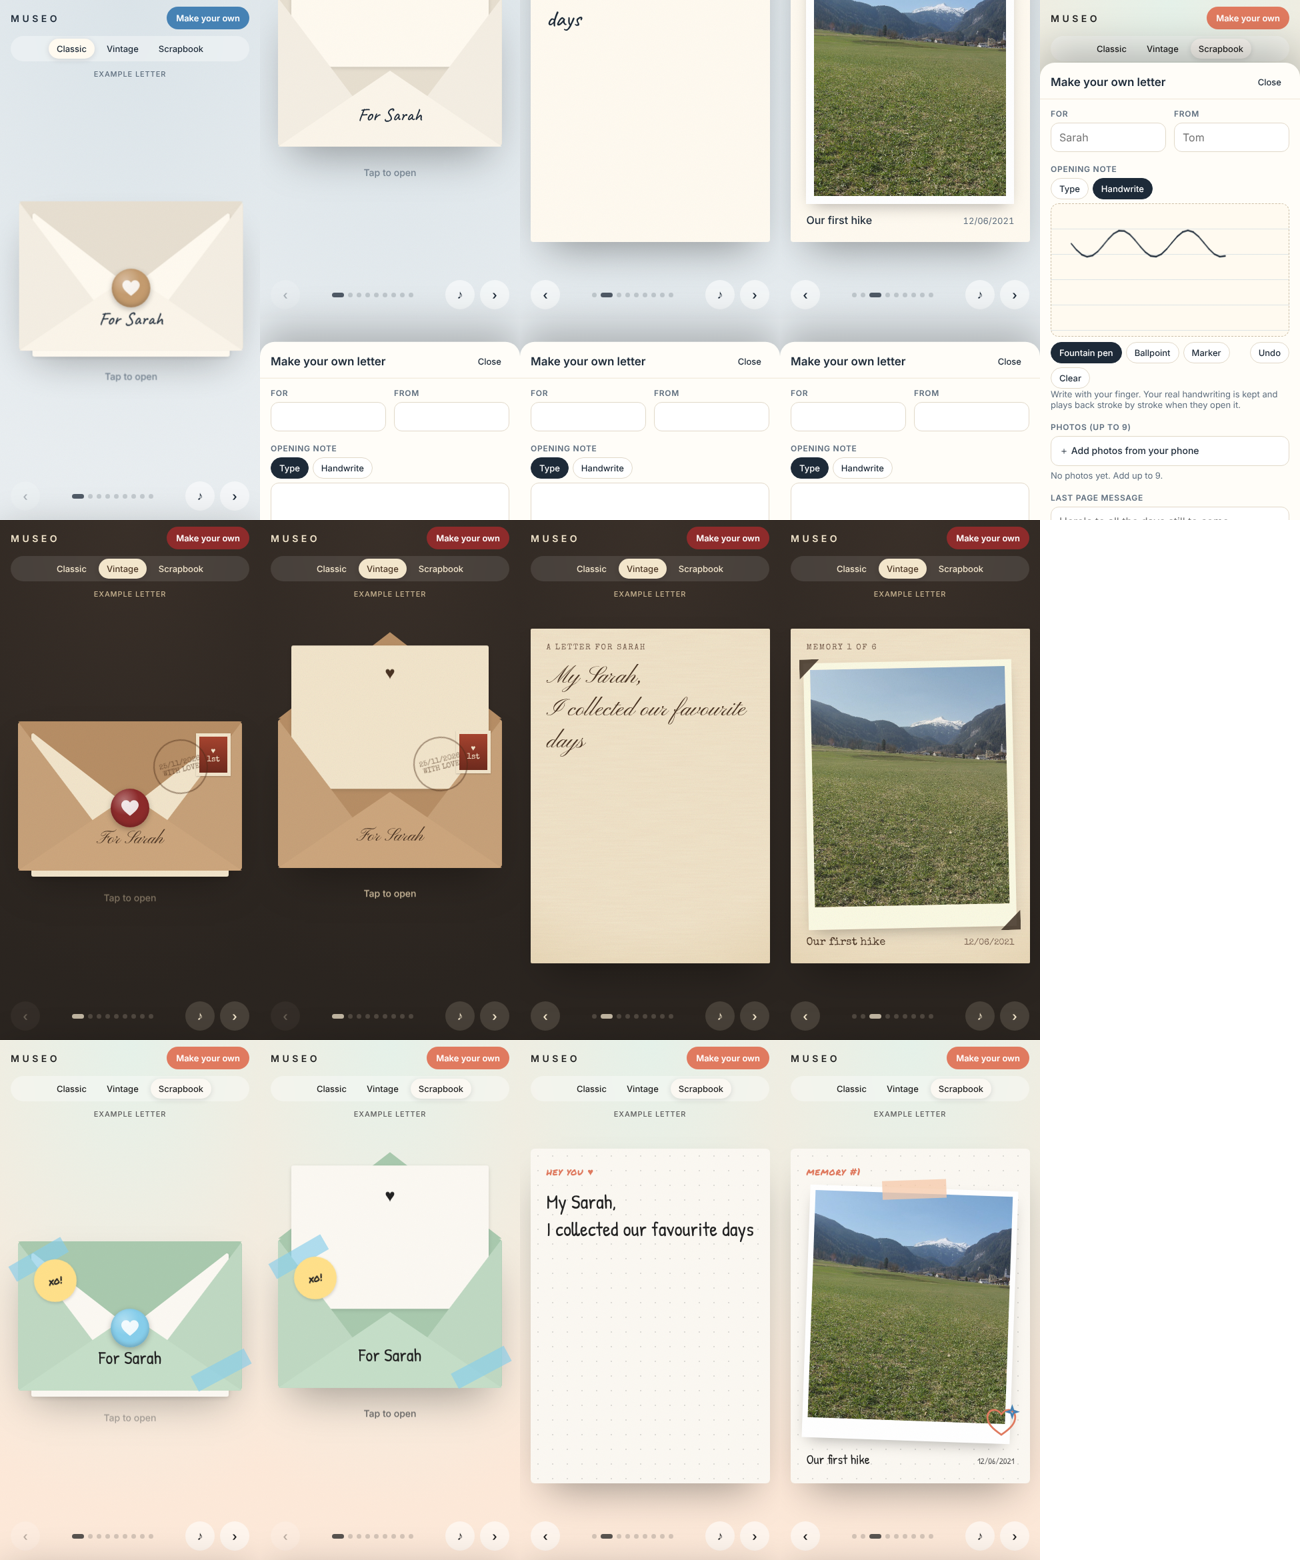 MUSEO
Make your own
Classic Vintage Scrapbook
EXAMPLE LETTER
For Sarah
Tap to open
‹ ♪ ›
For Sarah
Tap to open
‹ ♪ ›
Make your own letter Close
FOR FROM
OPENING NOTE
Type Handwrite
days
‹ ♪ ›
Make your own letter Close
FOR FROM
OPENING NOTE
Type Handwrite
Our first hike 12/06/2021
‹ ♪ ›
Make your own letter Close
FOR FROM
OPENING NOTE
Type Handwrite
MUSEO
Make your own
Classic Vintage Scrapbook
Make your own letter Close
FOR FROM
Sarah Tom
OPENING NOTE
Type Handwrite
Fountain pen Ballpoint Marker Undo
Clear
Write with your finger. Your real handwriting is kept and
plays back stroke by stroke when they open it.
PHOTOS (UP TO 9)
+ Add photos from your phone
No photos yet. Add up to 9.
LAST PAGE MESSAGE
MUSEO
Make your own
Classic Vintage Scrapbook
EXAMPLE LETTER
♥
1st
WITH LOVE
For Sarah
Tap to open
‹ ♪ ›
MUSEO
Make your own
Classic Vintage Scrapbook
EXAMPLE LETTER
♥
♥
1st
WITH LOVE
For Sarah
Tap to open
‹ ♪ ›
MUSEO
Make your own
Classic Vintage Scrapbook
EXAMPLE LETTER
A LETTER FOR SARAH
My Sarah,
I collected our favourite
days
‹ ♪ ›
MUSEO
Make your own
Classic Vintage Scrapbook
EXAMPLE LETTER
MEMORY 1 OF 6
Our first hike 12/06/2021
‹ ♪ ›
MUSEO
Make your own
Classic Vintage Scrapbook
EXAMPLE LETTER
xo!
For Sarah
Tap to open
‹ ♪ ›
MUSEO
Make your own
Classic Vintage Scrapbook
EXAMPLE LETTER
♥
xo!
For Sarah
Tap to open
‹ ♪ ›
MUSEO
Make your own
Classic Vintage Scrapbook
EXAMPLE LETTER
HEY YOU ♥
My Sarah,
I collected our favourite days
‹ ♪ ›
MUSEO
Make your own
Classic Vintage Scrapbook
EXAMPLE LETTER
MEMORY #1
Our first hike 12/06/2021
‹ ♪ ›